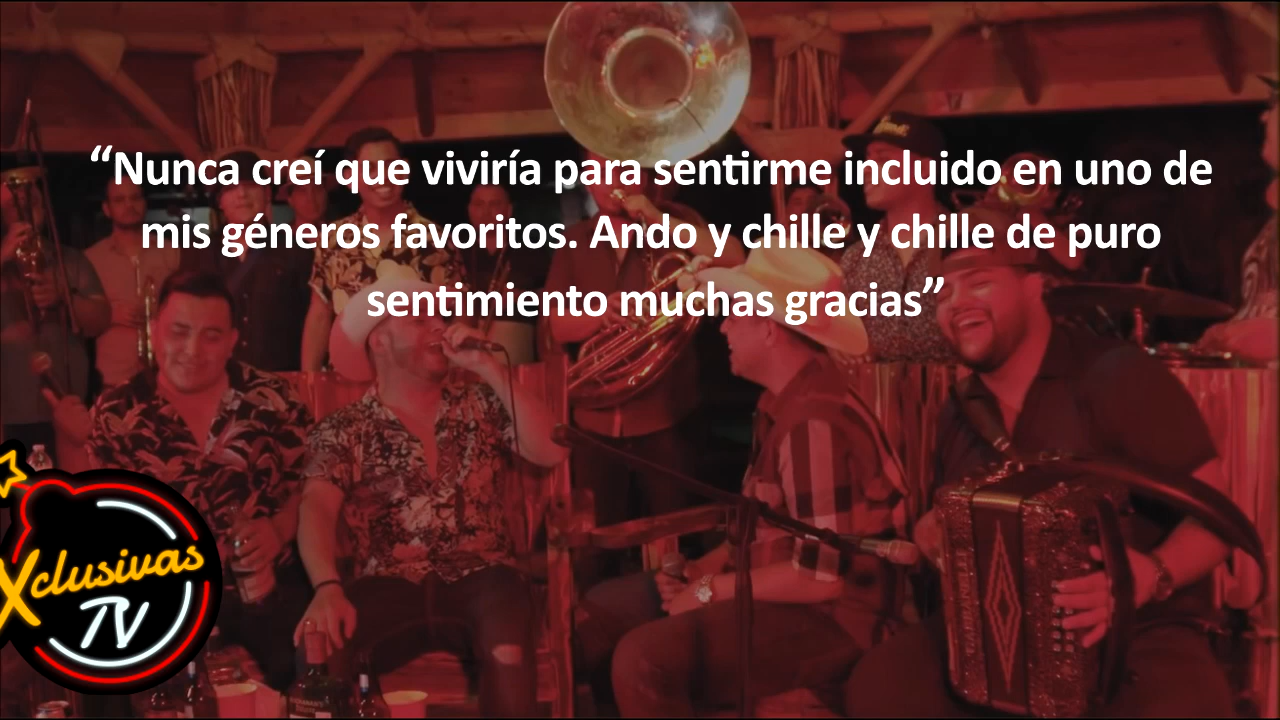 “Nunca creí que viviría para sentirme incluido en uno de
mis géneros favoritos. Ando y chille y chille de puro
sentimiento muchas gracias”
Xclusivas
TV